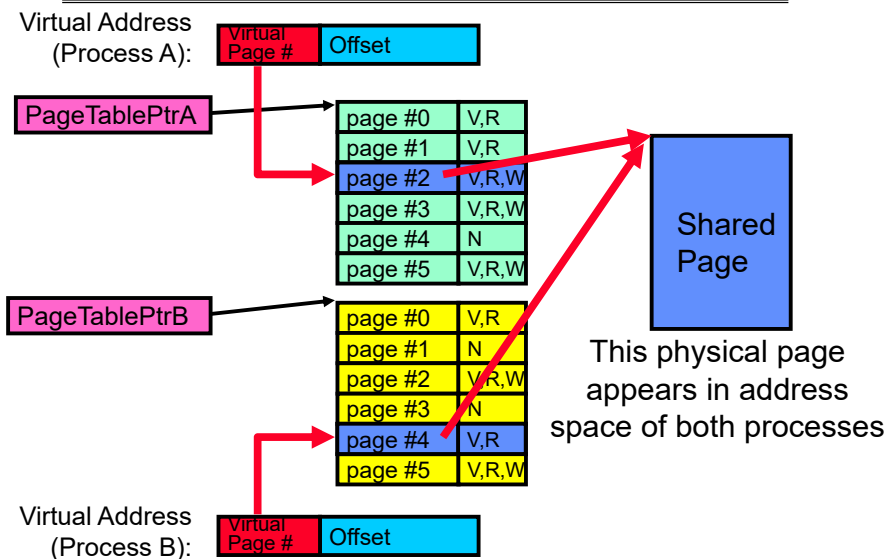 Virtual Address
(Process A):
Virtual
Page #
Offset
PageTablePtrA
page #0 V,R
page #1 V,R
page #2 V,R,W
page #3 V,R,W
page #4 N
page #5 V,R,W
Shared
Page
PageTablePtrB
page #0 V,R
page #1 N
page #2 V,R,W
page #3 N
page #4 V,R
page #5 V,R,W
This physical page
appears in address
space of both processes
Virtual Address
(Process B):
Virtual
Page #
Offset